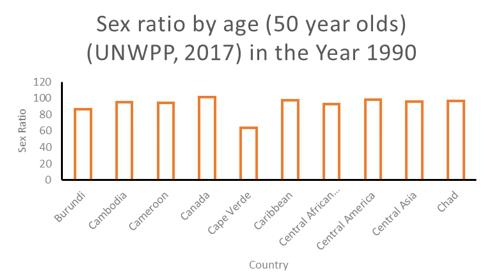 Sex ratio by age (50 year olds)
(UNWPP, 2017) in the Year 1990
120
100
80
60
40
20
0
Sex Ratio
Burundi
Cambodia
Cameroon
Canada
Cape Verde
Caribbean
Central African...
Central America
Central Asia
Chad
Country